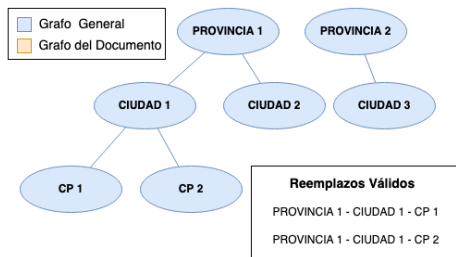 Grafo General
Grafo del Documento
PROVINCIA 1
PROVINCIA 2
CIUDAD 1
CIUDAD 2
CIUDAD 3
CP 1
CP 2
Reemplazos Válidos
PROVINCIA 1 - CIUDAD 1 - CP 1
PROVINCIA 1 - CIUDAD 1 - CP 2